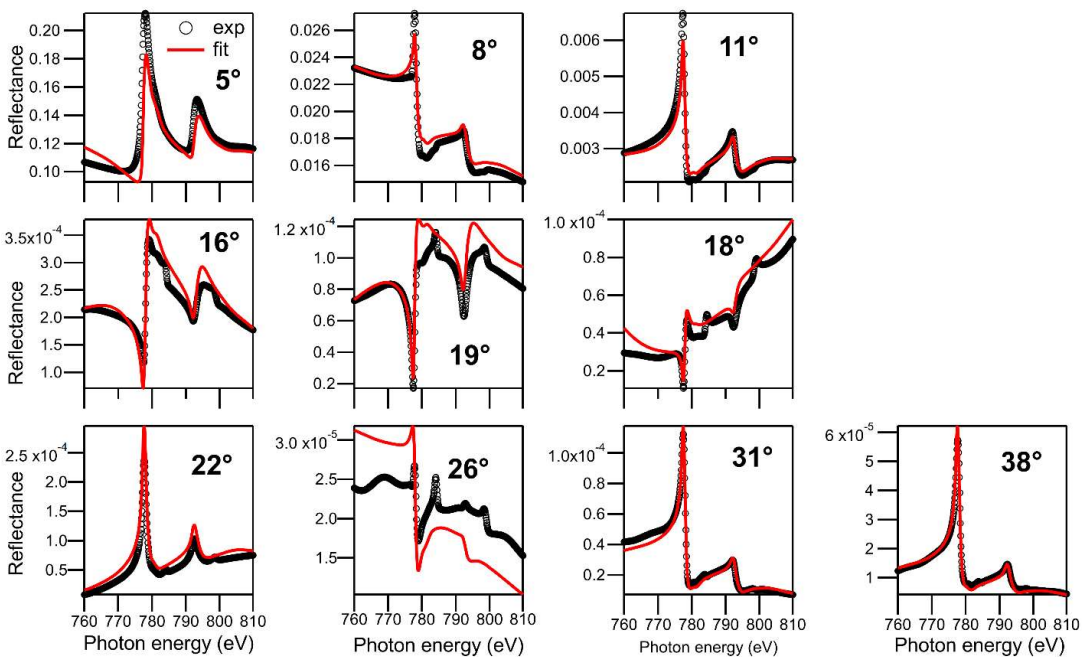 0.20
0.18
0.16
0.14
0.12
0.10
Reflectance
exp
fit
5°
0.026
0.024
0.022
0.020
0.018
0.016
8°
0.006
0.005
0.004
0.003
11°
3.5x10-4
3.0
2.5
2.0
1.5
1.0
Reflectance
16°
1.2 x10-4
1.0
0.8
0.6
0.4
0.2
19°
1.0 x10-4
0.8
0.6
0.4
0.2
18°
2.5 x10-4
2.0
1.5
1.0
0.5
Reflectance
22°
760 770 780 790 800 810
Photon energy (eV)
3.0 x10-5
2.5
2.0
1.5
26°
760 770 780 790 800 810
Photon energy (eV)
1.0x10-4
0.8
0.6
0.4
0.2
31°
760 770 780 790 800 810
Photon energy (eV)
6 x10-5
5
4
3
2
1
38°
760 770 780 790 800 810
Photon energy (eV)